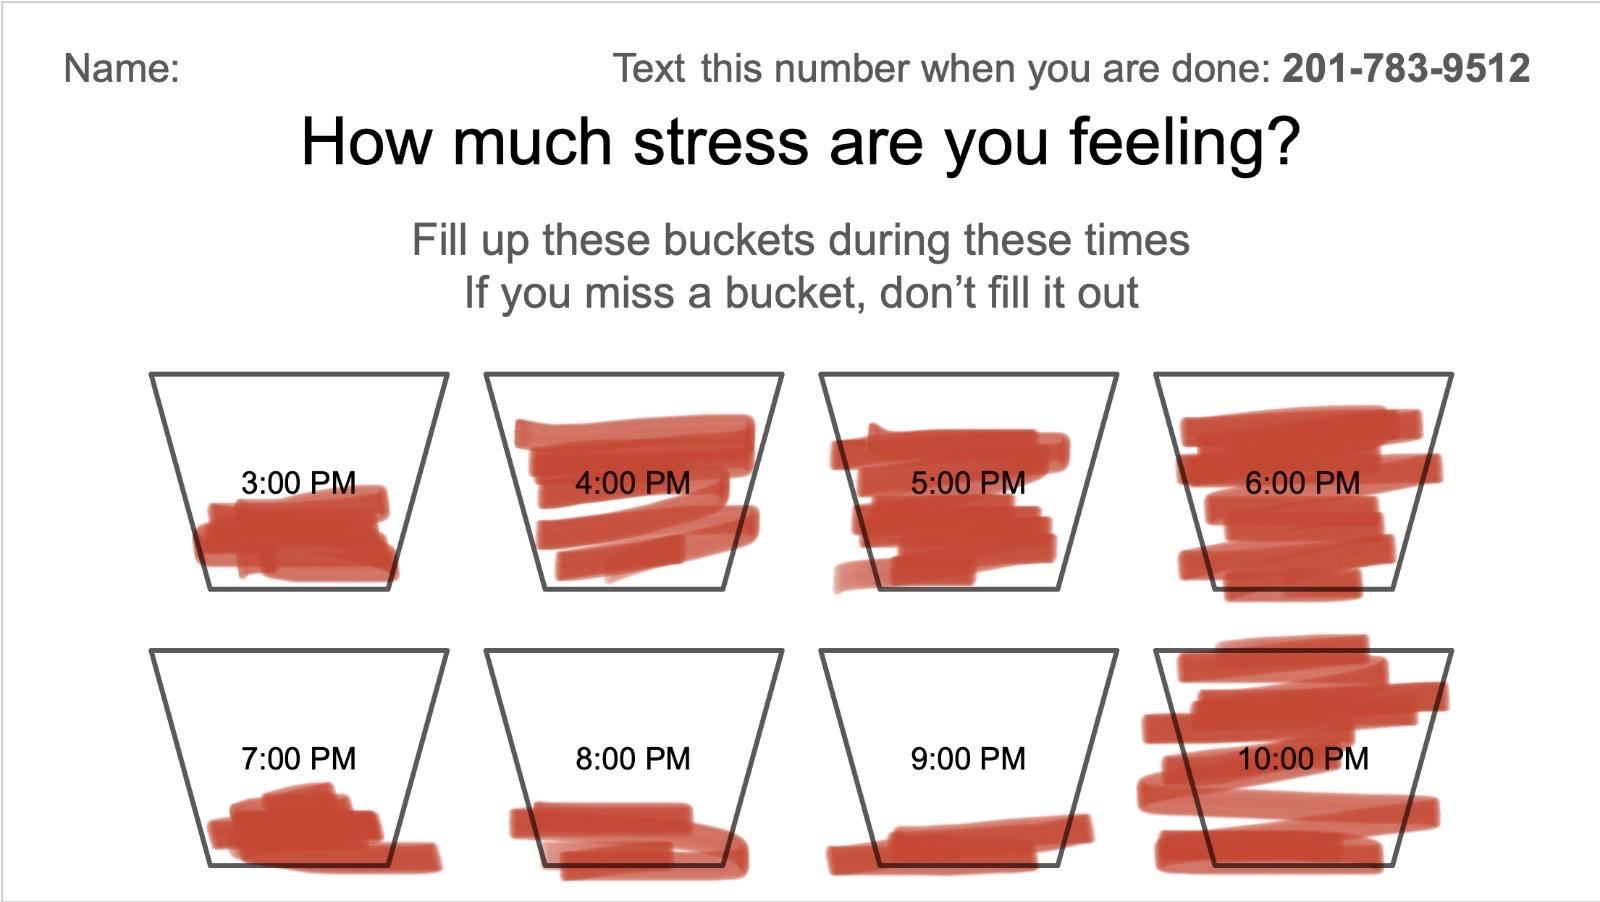 Name:
Text this number when you are done: 201-783-9512
How much stress are you feeling?
Fill up these buckets during these times
If you miss a bucket, don’t fill it out
3:00 PM
4:00 PM
5:00 PM
6:00 PM
7:00 PM
8:00 PM
9:00 PM
10:00 PM